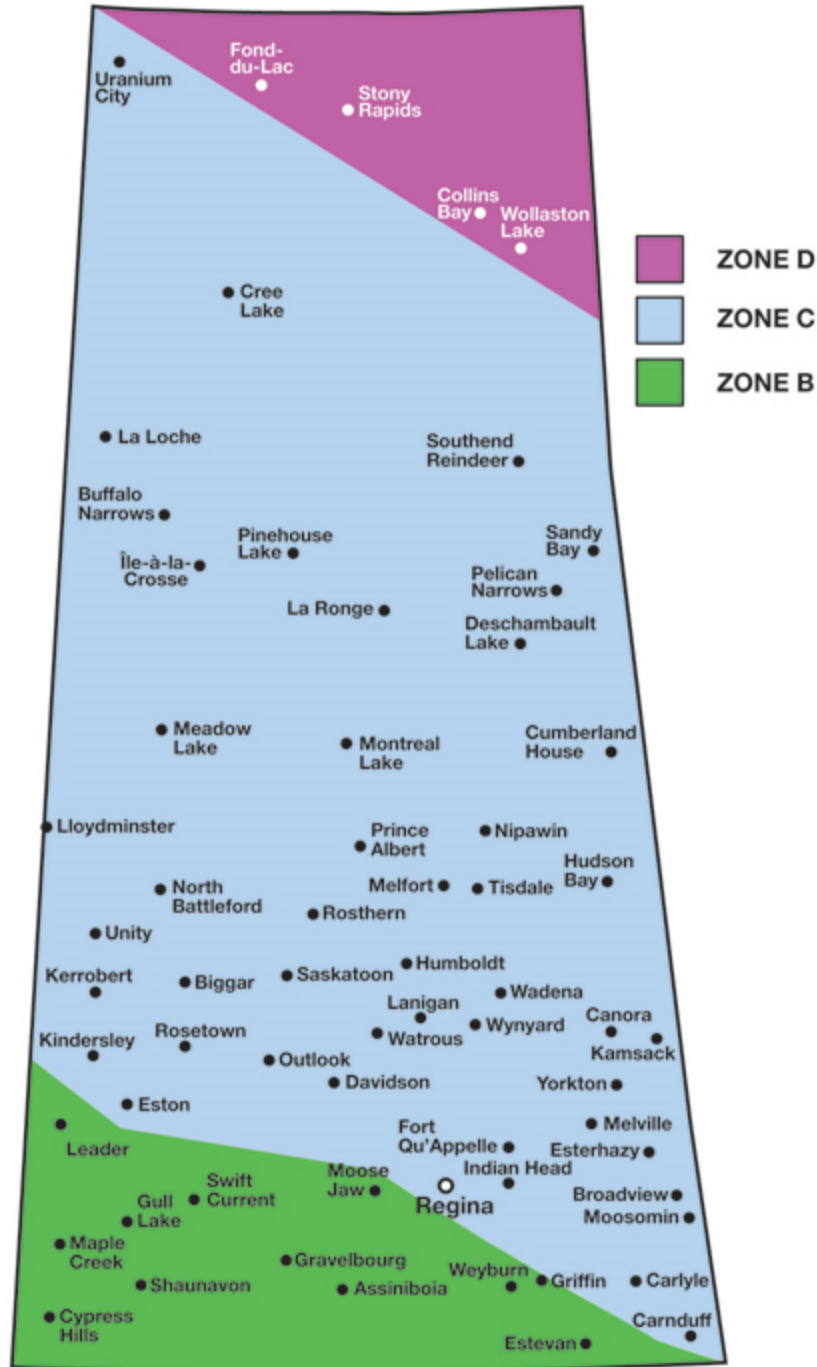 Uranium
City
Fond-
du-Lac
Stony
Rapids
Collins
Bay
Wollaston
Lake
ZONE D
ZONE C
ZONE B
Cree
Lake
La Loche
Southend
Reindeer
Buffalo
Narrows
Pinehouse
Lake
Sandy
Bay
Île-à-la-
Crosse
Pelican
Narrows
La Ronge
Deschambault
Lake
Meadow
Lake
Montreal
Lake
Cumberland
House
Lloydminster
Prince
Albert
Nipawin
Hudson
Bay
North
Battleford
Melfort
Tisdale
Rosthern
Unity
Kerrobert
Biggar
Saskatoon
Humboldt
Wadena
Lanigan
Watrous
Wynyard
Canora
Kamsack
Kindersley
Rosetown
Outlook
Davidson
Yorkton
Eston
Leader
Fort
Qu'Appelle
Melville
Esterhazy
Indian Head
Moose
Jaw
Regina
Broadview
Moosomin
Swift
Current
Gull
Lake
Maple
Creek
Gravelbourg
Shaunavon
Assiniboia
Weyburn
Griffin
Carlyle
Cypress
Hills
Carnduff
Estevan